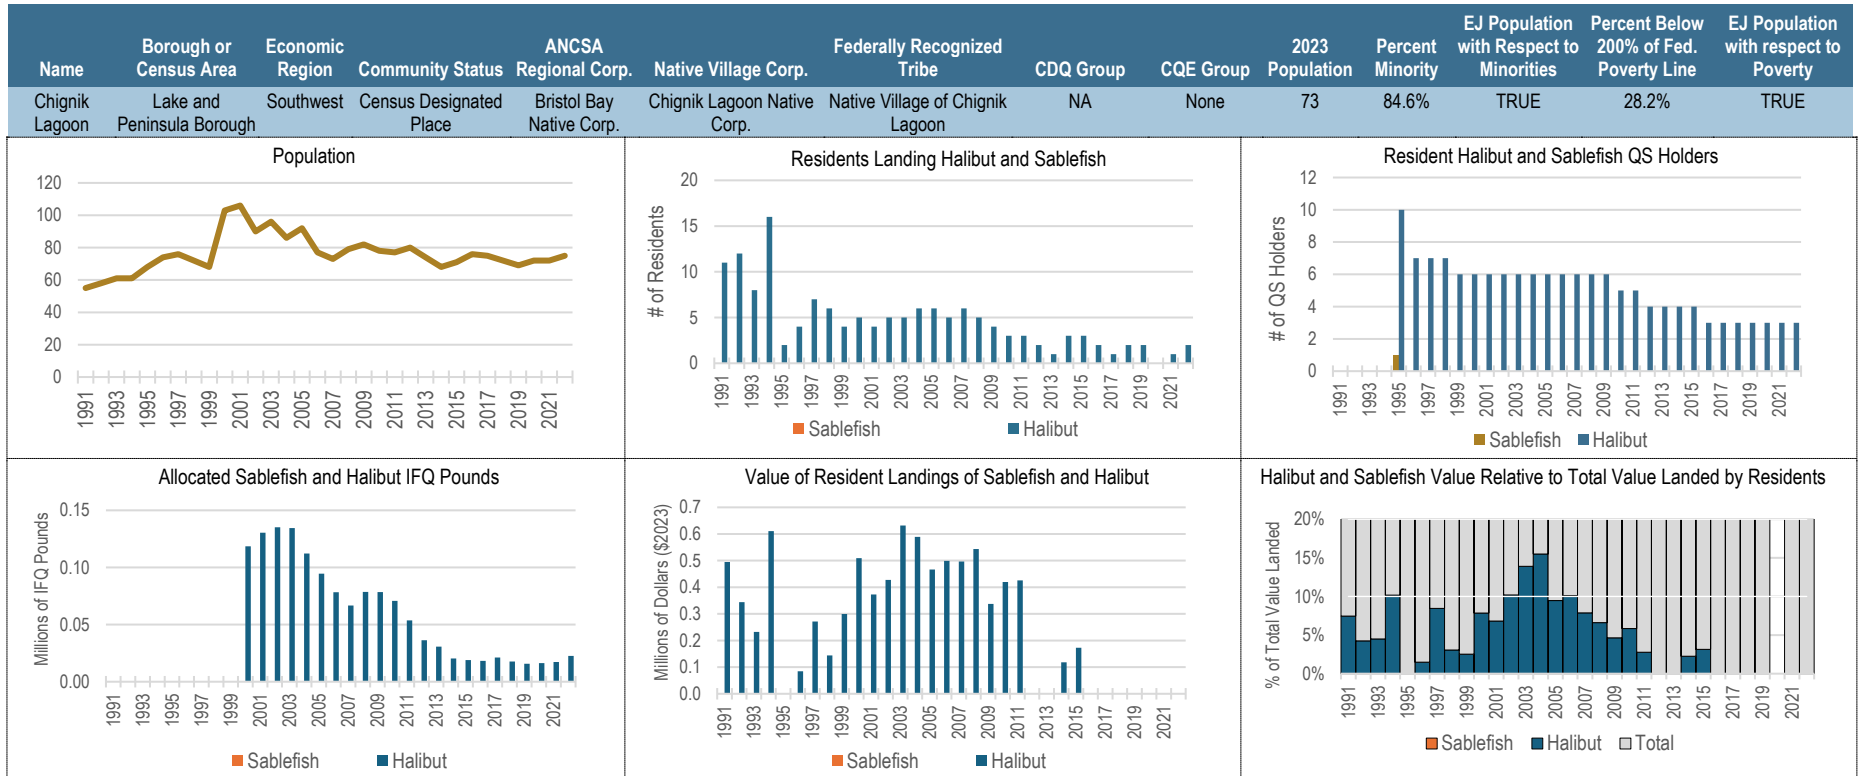 Name
Borough or
Census Area
Economic
Region
Community Status
ANCSA
Regional Corp.
Native Village Corp.
Federally Recognized
Tribe
CDQ Group
CQE Group
2023
Population
Percent
Minority
EJ Population
with Respect to
Minorities
Percent Below
200% of Fed.
Poverty Line
EJ Population
with respect to
Poverty
Chignik
Lagoon
Lake and
Peninsula Borough
Southwest
Census Designated
Place
Bristol Bay
Native Corp.
Chignik Lagoon Native
Corp.
Native Village of Chignik
Lagoon
NA
None
73
84.6%
TRUE
28.2%
TRUE
Population
120
100
80
60
40
20
0
1991 1993 1995 1997 1999 2001 2003 2005 2007 2009 2011 2013 2015 2017 2019 2021
Residents Landing Halibut and Sablefish
# of Residents
20
15
10
5
0
1991 1993 1995 1997 1999 2001 2003 2005 2007 2009 2011 2013 2015 2017 2019 2021
Sablefish Halibut
Resident Halibut and Sablefish QS Holders
# of QS Holders
12
10
8
6
4
2
0
1991 1993 1995 1997 1999 2001 2003 2005 2007 2009 2011 2013 2015 2017 2019 2021
Sablefish Halibut
Allocated Sablefish and Halibut IFQ Pounds
Millions of IFQ Pounds
0.15
0.10
0.05
0.00
1991 1993 1995 1997 1999 2001 2003 2005 2007 2009 2011 2013 2015 2017 2019 2021
Sablefish Halibut
Value of Resident Landings of Sablefish and Halibut
Millions of Dollars ($2023)
0.7
0.6
0.5
0.4
0.3
0.2
0.1
0.0
1991 1993 1995 1997 1999 2001 2003 2005 2007 2009 2011 2013 2015 2017 2019 2021
Sablefish Halibut
Halibut and Sablefish Value Relative to Total Value Landed by Residents
% of Total Value Landed
20%
15%
10%
5%
0%
1991 1993 1995 1997 1999 2001 2003 2005 2007 2009 2011 2013 2015 2017 2019 2021
Sablefish Halibut Total